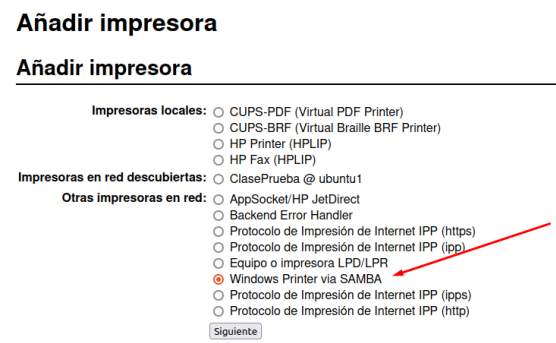 Añadir impresora
Añadir impresora
Impresoras locales: CUPS-PDF (Virtual PDF Printer)
CUPS-BRF (Virtual Braille BRF Printer)
HP Printer (HPLIP)
HP Fax (HPLIP)
Impresoras en red descubiertas: ClasePrueba @ ubuntu1
Otras impresoras en red: AppSocket/HP JetDirect
Backend Error Handler
Protocolo de Impresión de Internet IPP (https)
Protocolo de Impresión de Internet IPP (ipp)
Equipo o impresora LPD/LPR
Windows Printer via SAMBA
Protocolo de Impresión de Internet IPP (ipps)
Protocolo de Impresión de Internet IPP (http)
Siguiente